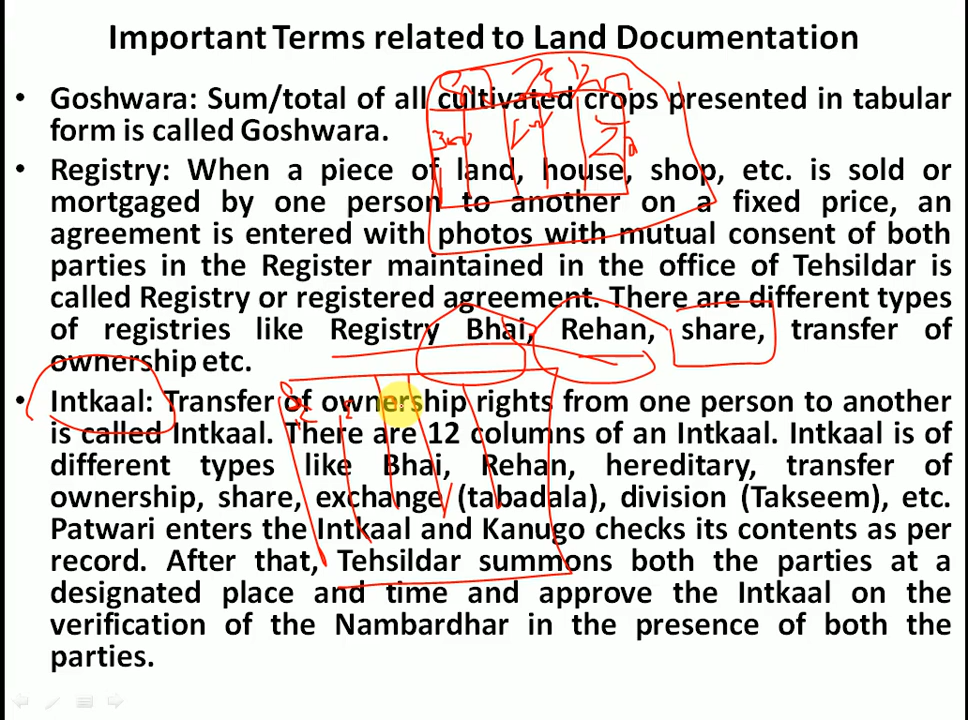 Important Terms related to Land Documentation
• Goshwara: Sum/total of all cultivated crops presented in tabular
form is called Goshwara.
• Registry: When a piece of land, house, shop, etc. is sold or
mortgaged by one person to another on a fixed price, an
agreement is entered with photos with mutual consent of both
parties in the Register maintained in the office of Tehsildar is
called Registry or registered agreement. There are different types
of registries like Registry Bhai, Rehan, share, transfer of
ownership etc.
• Intkaal: Transfer of ownership rights from one person to another
is called Intkaal. There are 12 columns of an Intkaal. Intkaal is of
different types like Bhai, Rehan, hereditary, transfer of
ownership, share, exchange (tabadala), division (Takseem), etc.
Patwari enters the Intkaal and Kanugo checks its contents as per
record. After that, Tehsildar summons both the parties at a
designated place and time and approve the Intkaal on the
verification of the Nambardhar in the presence of both the
parties.